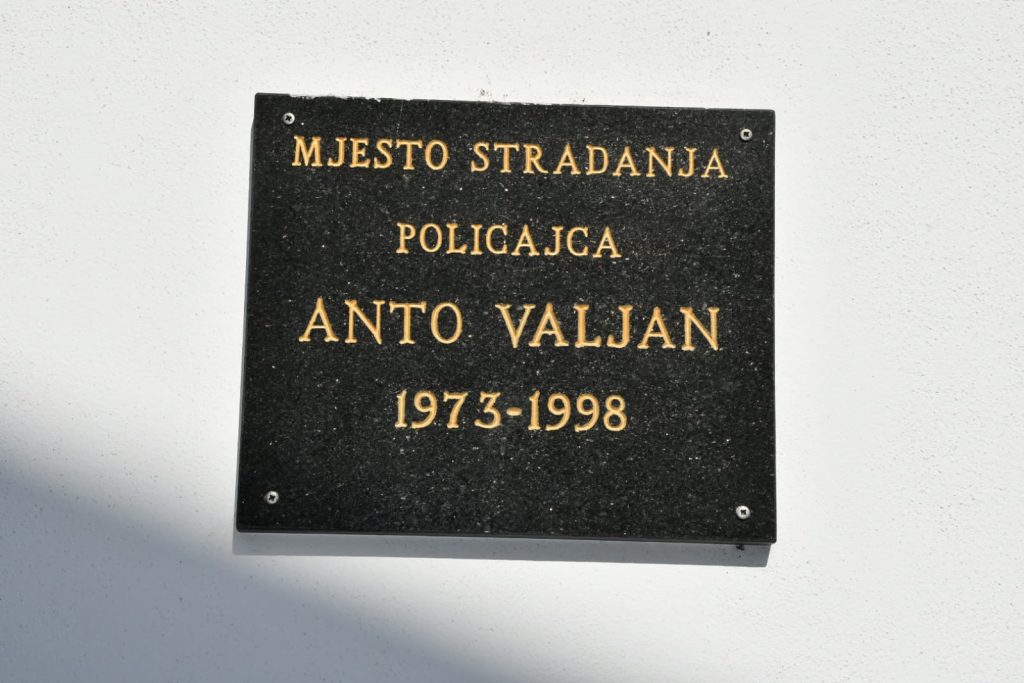 MJESTO STRADANJA
POLICAJCA
ANTO VALJAN
1973-1998